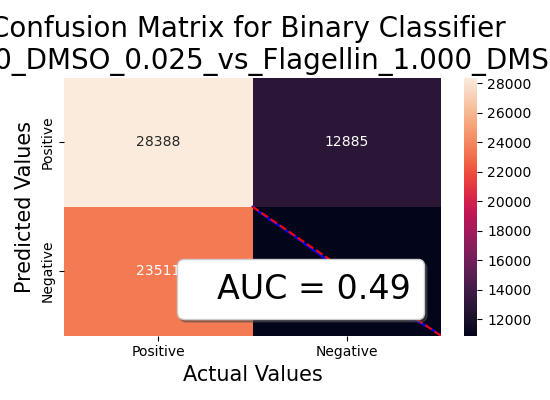 Confusion Matrix for Binary Classifier
0_DMSO_0.025_vs_Flagellin_1.000_DMS
Predicted Values
Positive
Negative
28388
12885
23511
AUC = 0.49
Positive
Negative
Actual Values
28000
26000
24000
22000
20000
18000
16000
14000
12000